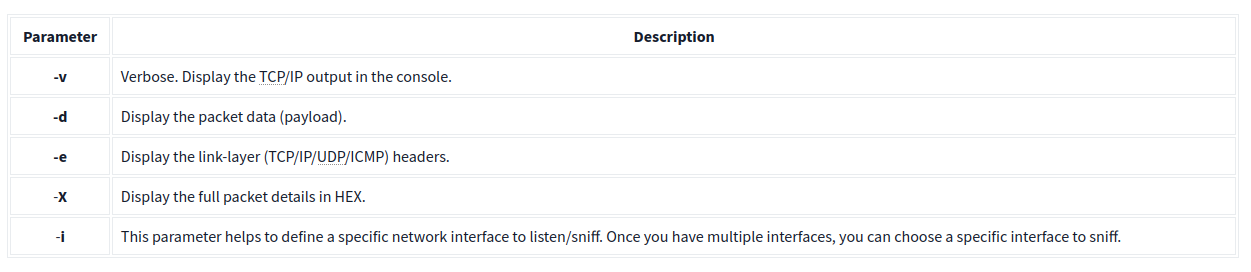 Parameter Description
-v Verbose. Display the TCP/IP output in the console.
-d Display the packet data (payload).
-e Display the link-layer (TCP/IP/UDP/ICMP) headers.
-X Display the full packet details in HEX.
-i This parameter helps to define a specific network interface to listen/sniff. Once you have multiple interfaces, you can choose a specific interface to sniff.